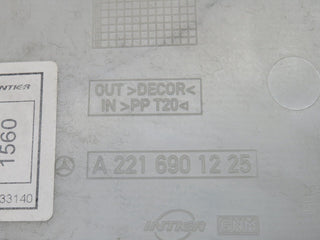 OUT >DECOR<
IN >PP T20<
1560
33140
A 221 690 12 25